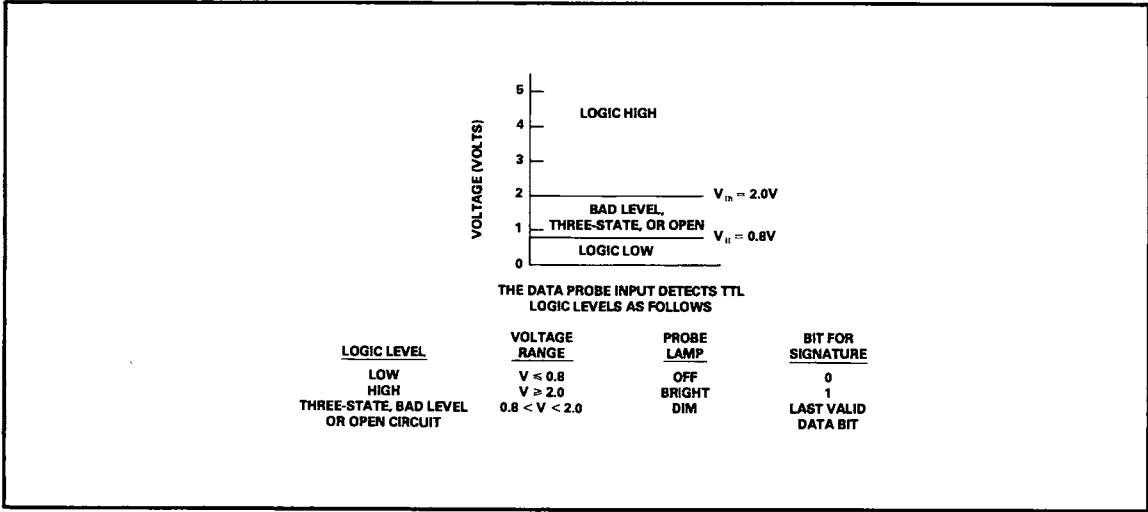 5
LOGIC HIGH
4
VOLTAGE (VOLTS)
3
2
V ih = 2.0V
BAD LEVEL,
THREE-STATE, OR OPEN
1
V il = 0.8V
LOGIC LOW
0
THE DATA PROBE INPUT DETECTS TTL
LOGIC LEVELS AS FOLLOWS
LOGIC LEVEL VOLTAGE RANGE PROBE LAMP BIT FOR SIGNATURE
LOW V ≤ 0.8 OFF 0
HIGH V ≥ 2.0 BRIGHT 1
THREE-STATE, BAD LEVEL 0.8 < V < 2.0 DIM LAST VALID
OR OPEN CIRCUIT DATA BIT